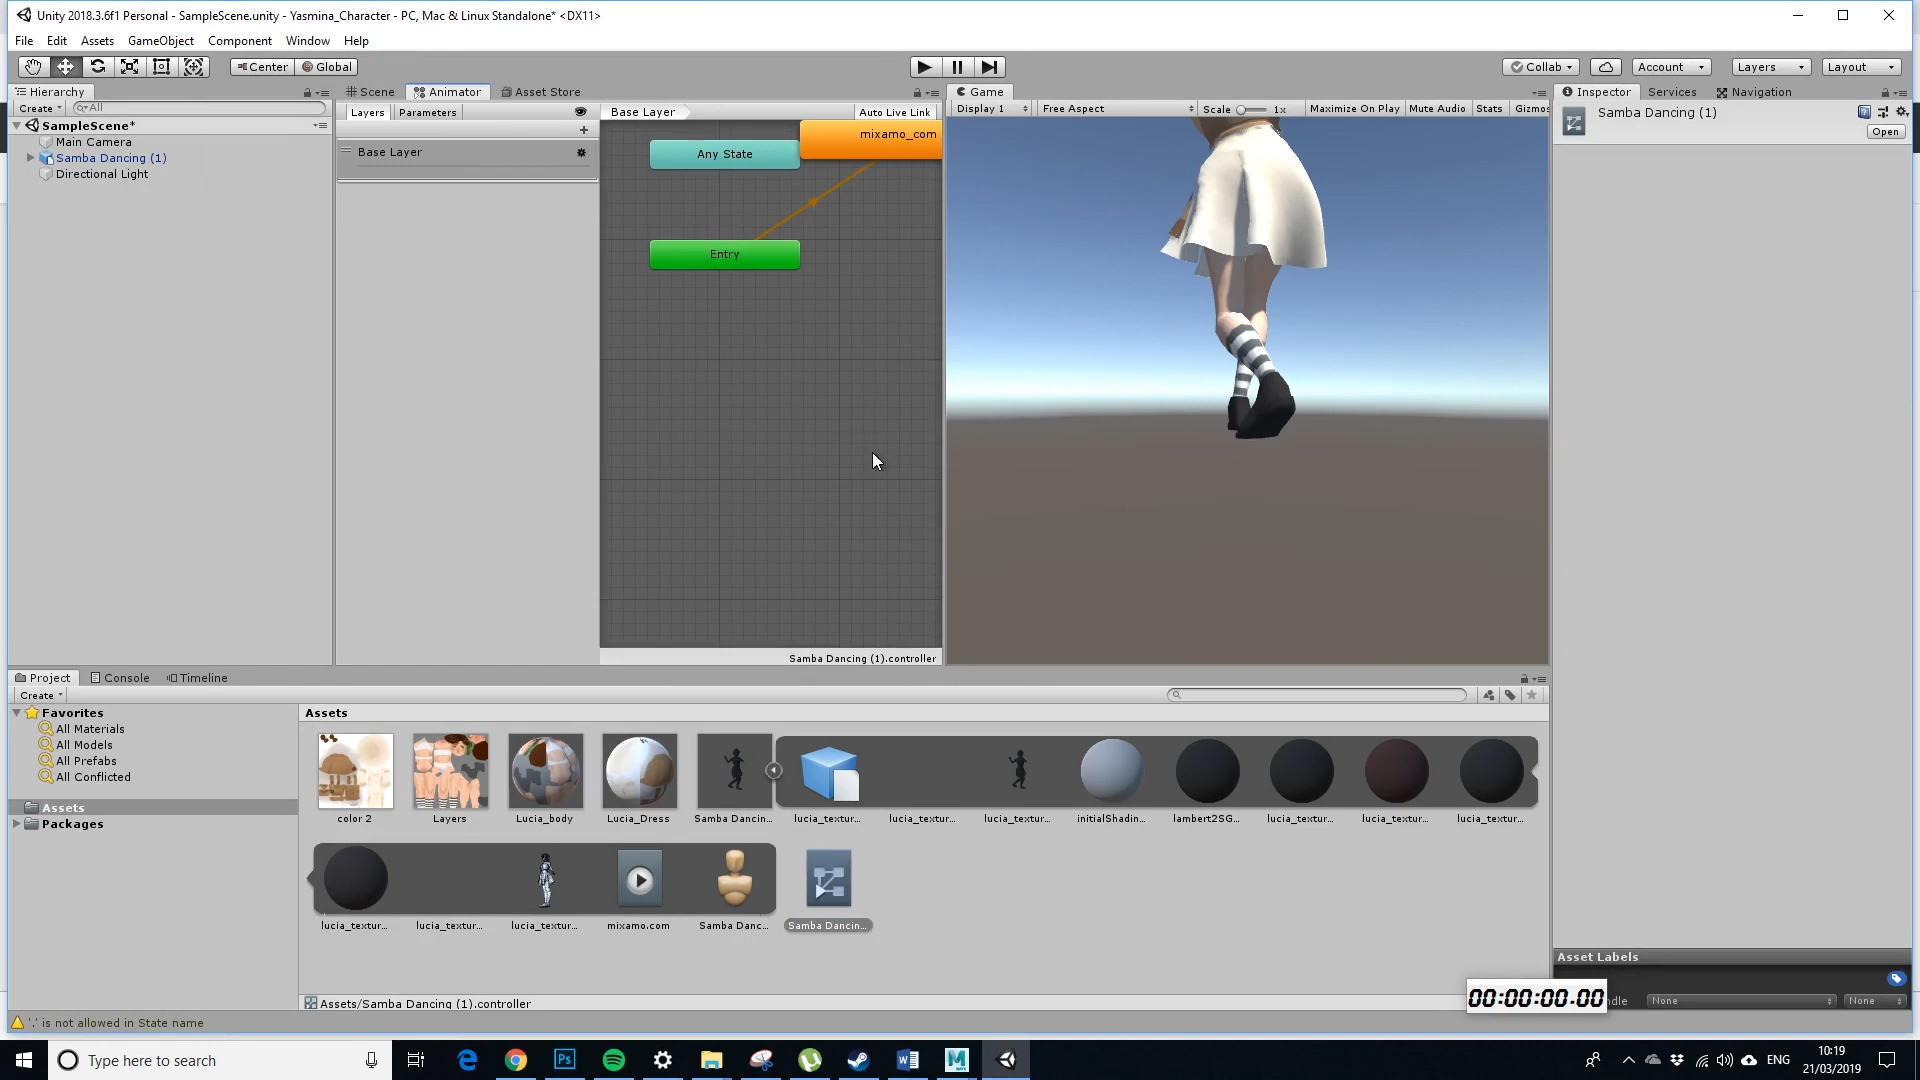 Unity 2018.3.6f1 Personal - SampleScene.unity - Yasmina_Character - PC, Mac & Linux Standalone* <DX11>
File Edit Assets GameObject Component Window Help
Center Global Collab Account Layers Layout
Hierarchy Scene Animator Asset Store Game Inspector Services Navigation
Create All Layers Parameters Base Layer Auto Live Link Display 1 Free Aspect Scale 1x Maximize On Play Mute Audio Stats Gizmos Samba Dancing (1)
Open
SampleScene*
Main Camera
Samba Dancing (1)
Directional Light
Base Layer
mixamo_com
Any State
Entry
Samba Dancing (1).controller
Project Console Timeline
Create
Favorites
All Materials
All Models
All Prefabs
All Conflicted
Assets
Packages
Assets
color 2 Layers Lucia_body Lucia_Dress Samba Dancin... lucia_textur... lucia_textur... lucia_textur... initialShadin... lambert2SG... lucia_textur... lucia_textur... lucia_textur...
lucia_textur... lucia_textur... lucia_textur... mixamo.com Samba Danc... Samba Dancin...
Assets/Samba Dancing (1).controller
Asset Labels
00:00:00.00
dle None None
'.' is not allowed in State name
Type here to search
Ps
W
M
ENG
10:19
21/03/2019